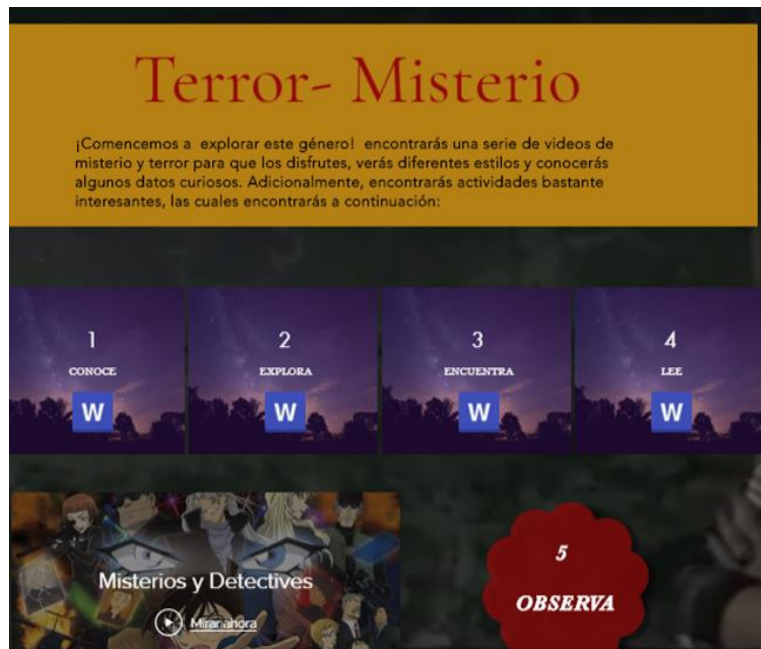 Terror- Misterio
¡Comencemos a explorar este género! encontrarás una serie de videos de
misterio y terror para que los disfrutes, verás diferentes estilos y conocerás
algunos datos curiosos. Adicionalmente, encontrarás actividades bastante
interesantes, las cuales encontrarás a continuación:
1
CONOCE
W
2
EXPLORA
W
3
ENCUENTRA
W
4
LEE
W
Misterios y Detectives
Mirar ahora
5
OBSERVA